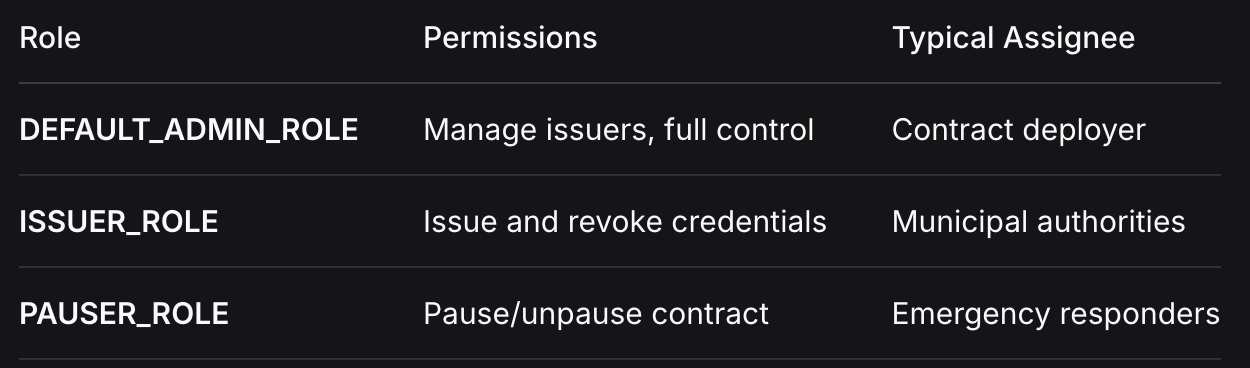 Role Permissions Typical Assignee
DEFAULT_ADMIN_ROLE Manage issuers, full control Contract deployer
ISSUER_ROLE Issue and revoke credentials Municipal authorities
PAUSER_ROLE Pause/unpause contract Emergency responders